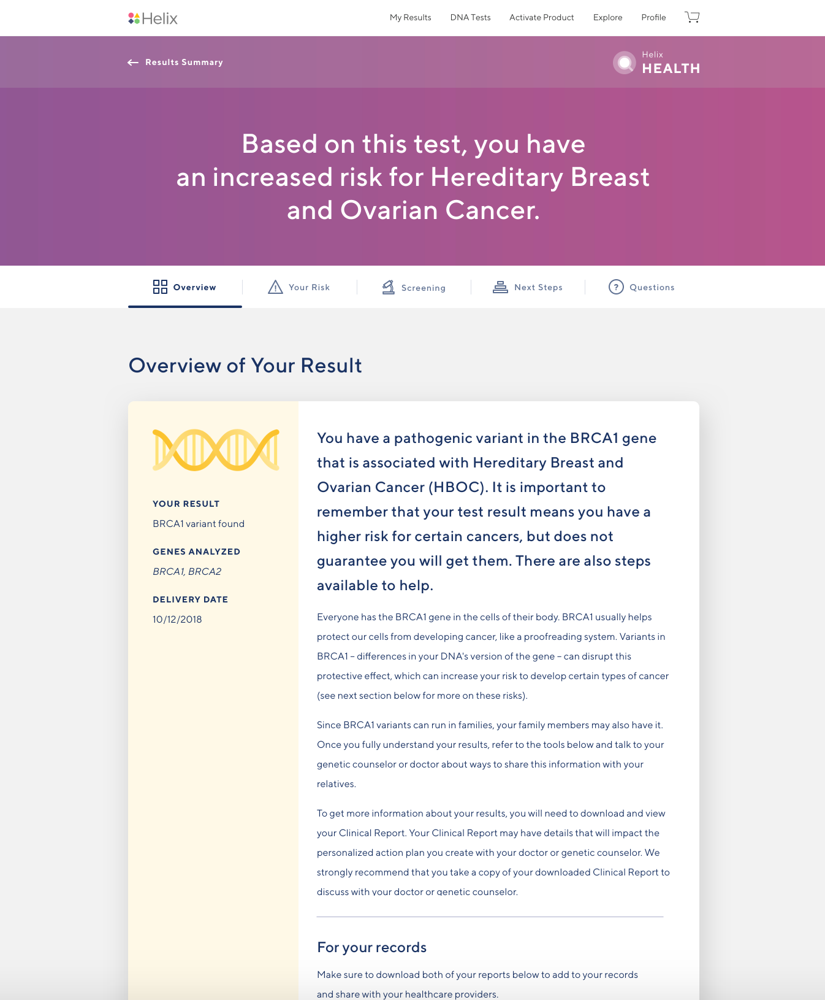 Helix
My Results DNA Tests Activate Product Explore Profile
Results Summary
Helix
HEALTH
Based on this test, you have
an increased risk for Hereditary Breast
and Ovarian Cancer.
Overview Your Risk Screening Next Steps Questions
Overview of Your Result
YOUR RESULT
BRCA1 variant found
GENES ANALYZED
BRCA1, BRCA2
DELIVERY DATE
10/12/2018
You have a pathogenic variant in the BRCA1 gene
that is associated with Hereditary Breast and
Ovarian Cancer (HBOC). It is important to
remember that your test result means you have a
higher risk for certain cancers, but does not
guarantee you will get them. There are also steps
available to help.
Everyone has the BRCA1 gene in the cells of their body. BRCA1 usually helps
protect our cells from developing cancer, like a proofreading system. Variants in
BRCA1 – differences in your DNA's version of the gene – can disrupt this
protective effect, which can increase your risk to develop certain types of cancer
(see next section below for more on these risks).
Since BRCA1 variants can run in families, your family members may also have it.
Once you fully understand your results, refer to the tools below and talk to your
genetic counselor or doctor about ways to share this information with your
relatives.
To get more information about your results, you will need to download and view
your Clinical Report. Your Clinical Report may have details that will impact the
personalized action plan you create with your doctor or genetic counselor. We
strongly recommend that you take a copy of your downloaded Clinical Report to
discuss with your doctor or genetic counselor.
For your records
Make sure to download both of your reports below to add to your records
and share with your healthcare providers.